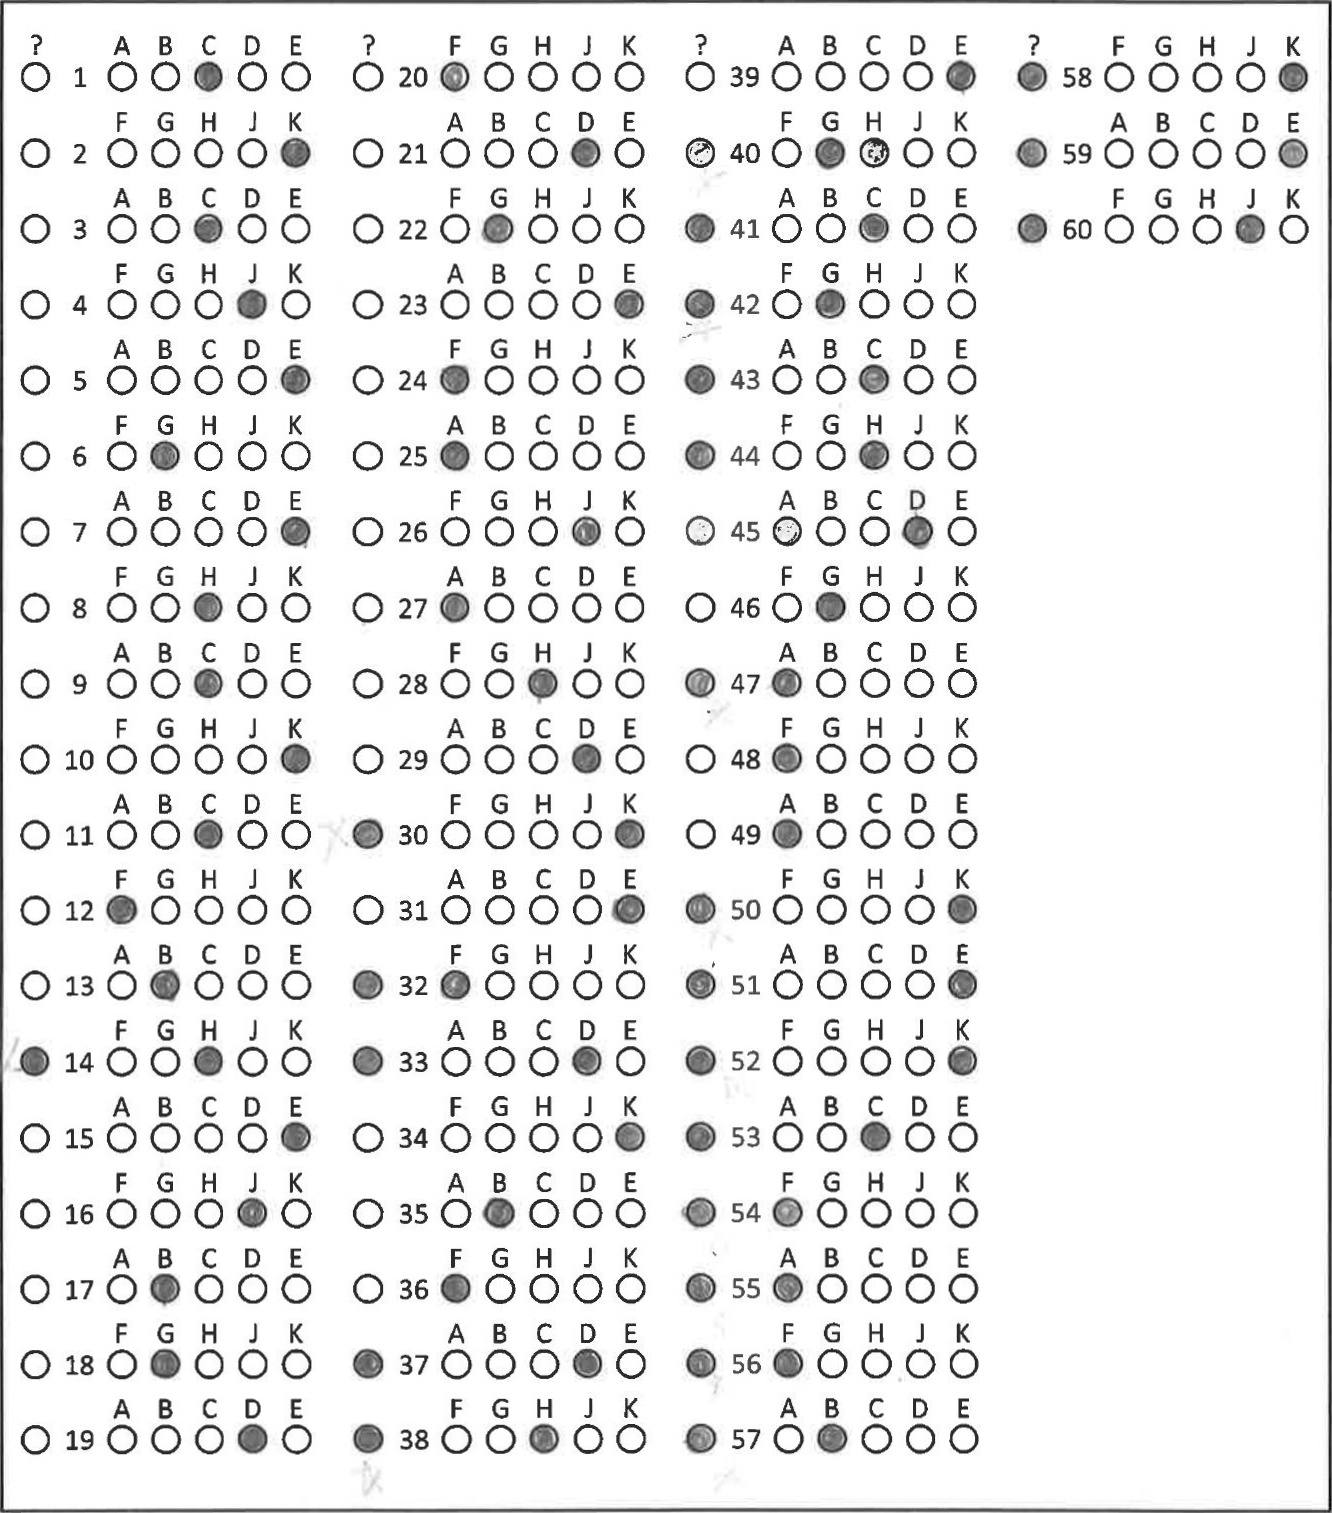 ? A B C D E
1
F G H J K
2
A B C D E
3
F G H J K
4
A B C D E
5
F G H J K
6
A B C D E
7
F G H J K
8
A B C D E
9
F G H J K
10
A B C D E
11
F G H J K
12
A B C D E
13
F G H J K
14
A B C D E
15
F G H J K
16
A B C D E
17
F G H J K
18
A B C D E
19
? F G H J K
20
A B C D E
21
F G H J K
22
A B C D E
23
F G H J K
24
A B C D E
25
F G H J K
26
A B C D E
27
F G H J K
28
A B C D E
29
F G H J K
30
A B C D E
31
F G H J K
32
A B C D E
33
F G H J K
34
A B C D E
35
F G H J K
36
A B C D E
37
F G H J K
38
? A B C D E
39
F G H J K
40
A B C D E
41
F G H J K
42
A B C D E
43
F G H J K
44
A B C D E
45
F G H J K
46
A B C D E
47
F G H J K
48
A B C D E
49
F G H J K
50
A B C D E
51
F G H J K
52
A B C D E
53
F G H J K
54
A B C D E
55
F G H J K
56
A B C D E
57
? F G H J K
58
A B C D E
59
F G H J K
60